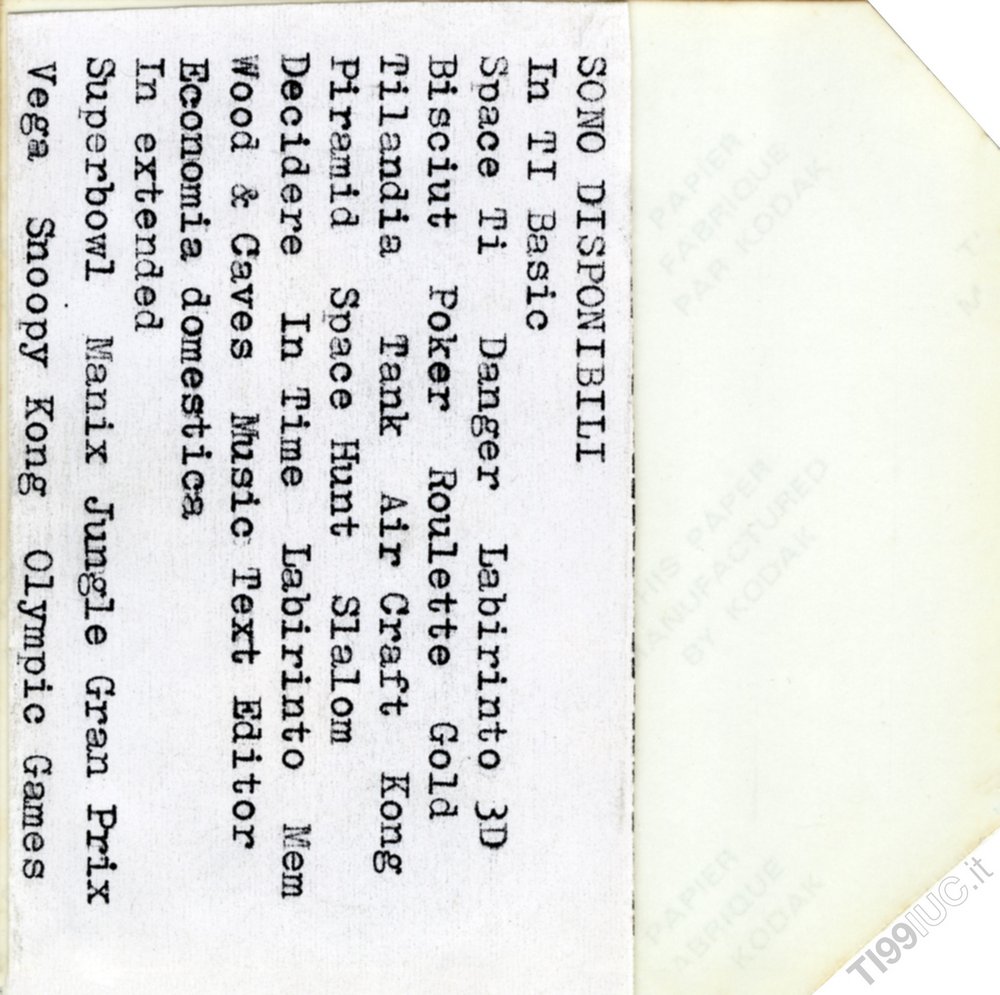 SONO DISPONIBILI
In TI Basic
Space Ti Danger Labirinto 3D
Bisciut Poker Roulette Gold
Tilandia Tank Air Craft Kong
Piramid Space Hunt Slalom
Decidere In Time Labirinto Mem
Wood & Caves Music Text Editor
Economia domestica
In extended
Superbowl Manix Jungle Gran Prix
Vega Snoopy Kong Olympic Games
PAPIER
FABRIQUE
PAR KODAK
THIS PAPER
MANUFACTURED
BY KODAK
PAPIER
FABRIQUE
KODAK
TI99IUC.it